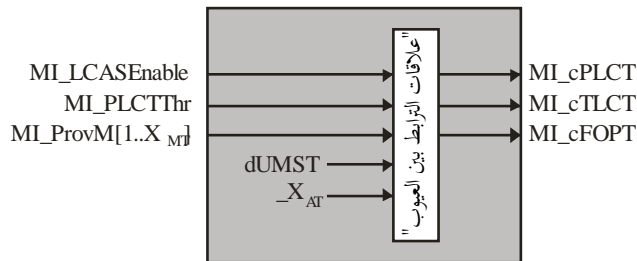 MI_LCASEnable
MI_PLCTThr
MI_ProvM[1..X MT]
dUMST
_X AT
"علاقات الترابط بين العيوب"
MI_cPLCT
MI_cTLCT
MI_cFOPT